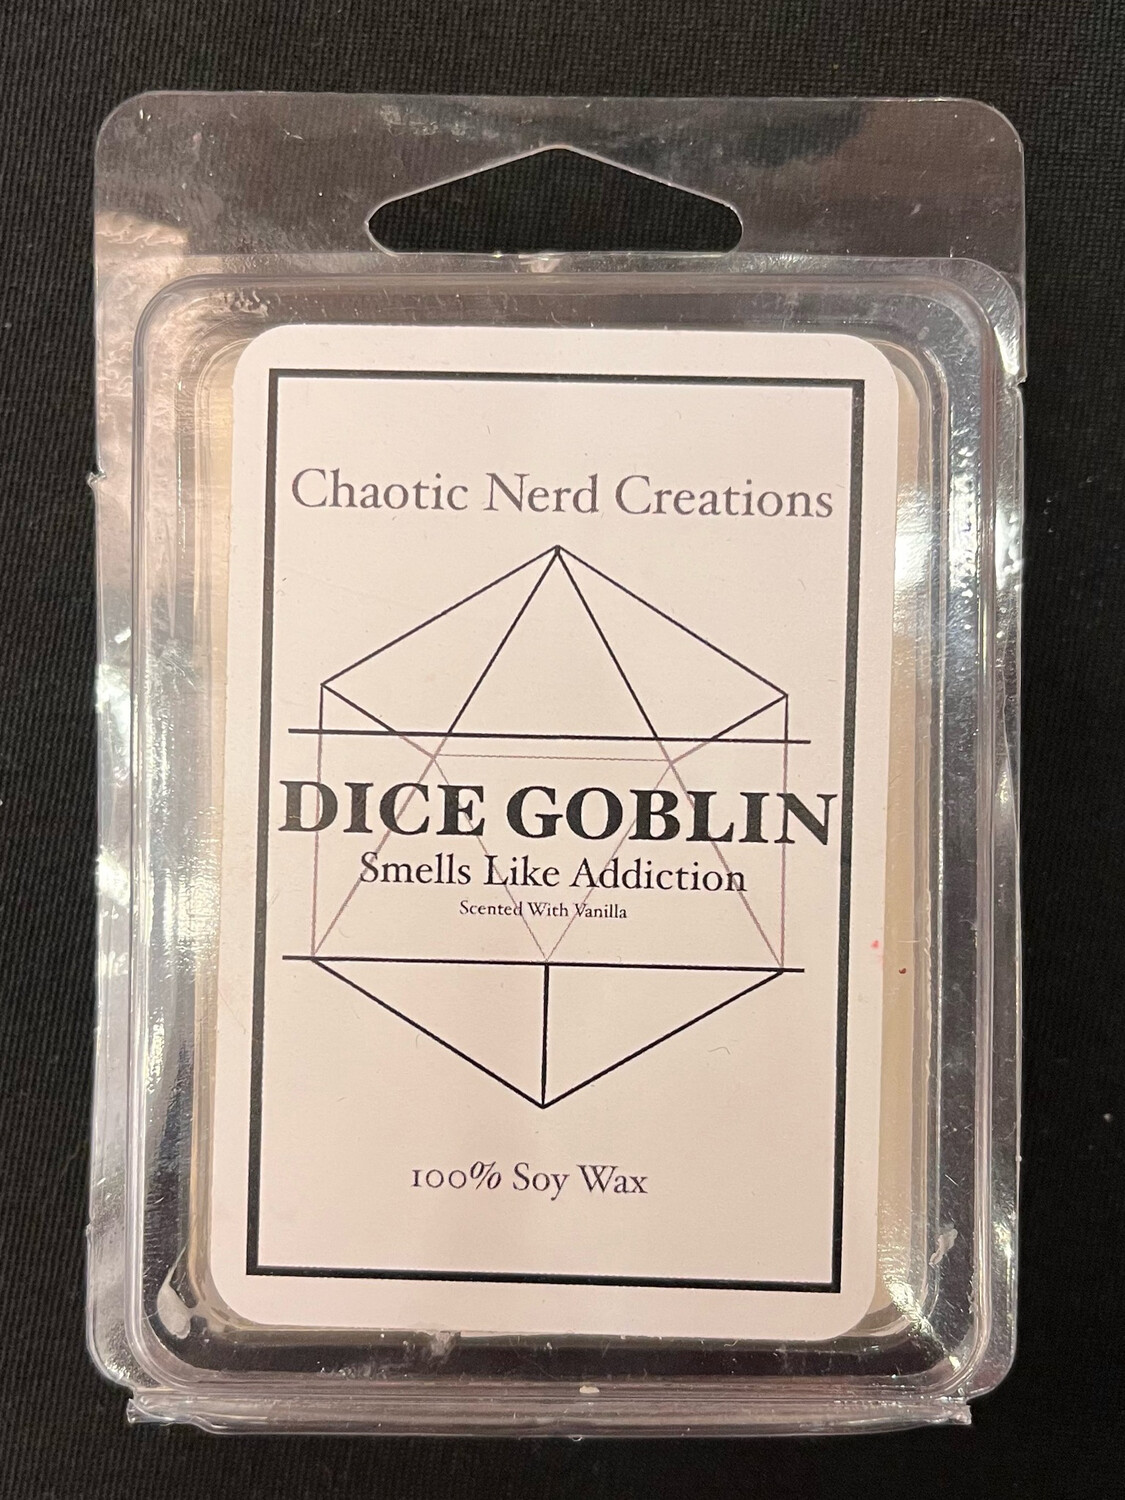 Chaotic Nerd Creations
DICE GOBLIN
Smells Like Addiction
Scented With Vanilla
100% Soy Wax